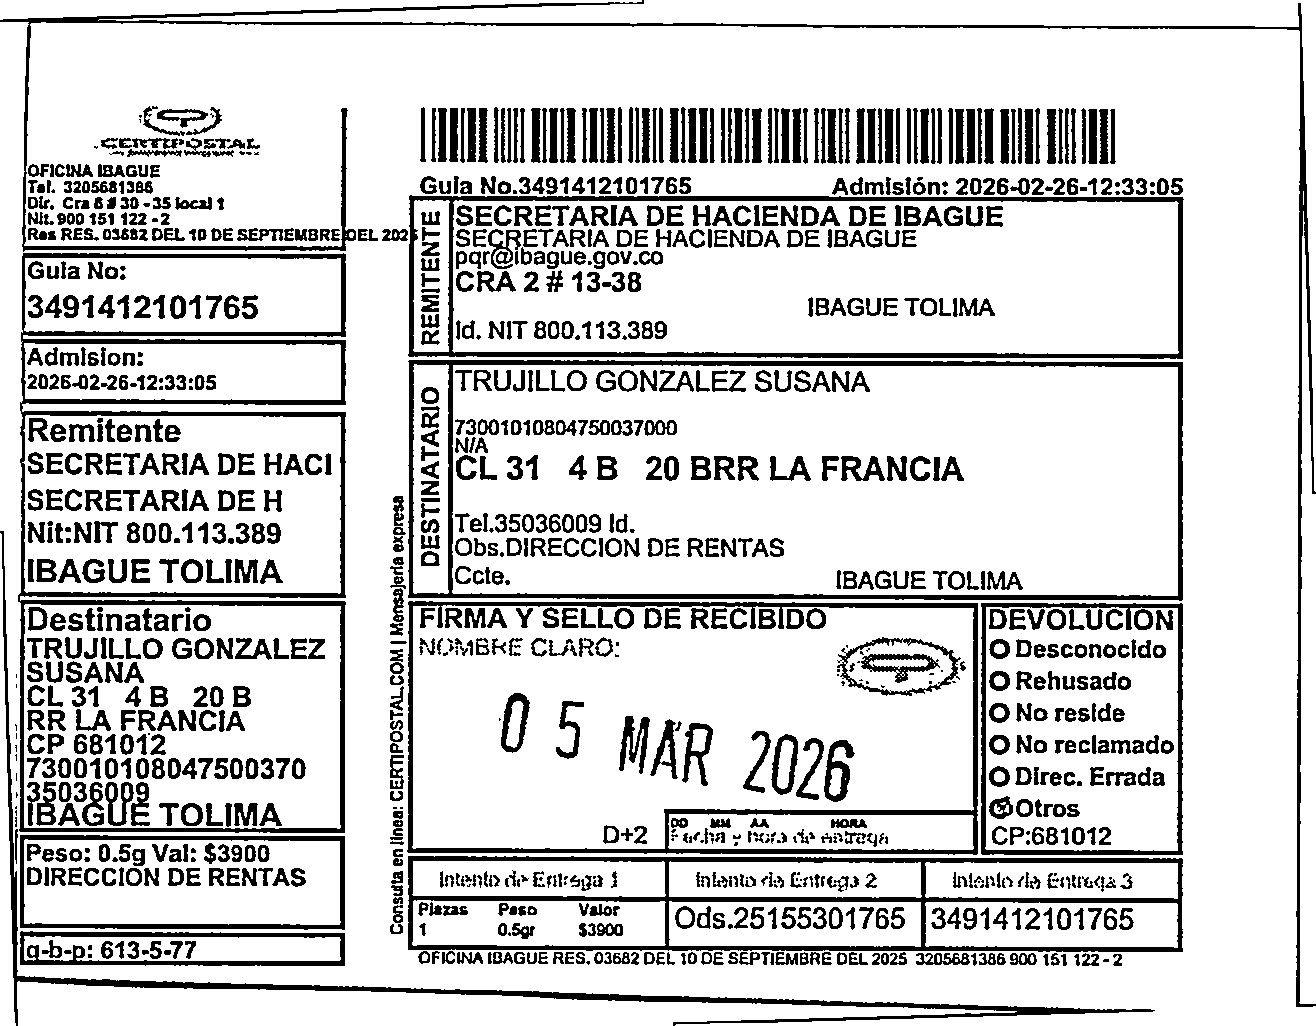 CERTIPOSTAL
OFICINA IBAGUE
Tel. 3205681386
Dir. Cra 8 # 30 - 35 local 1
Nit. 900 151 122 - 2
Res RES. 03682 DEL 10 DE SEPTIEMBRE DEL 2025
Guia No:
3491412101765
Admision:
2026-02-26-12:33:05
Remitente
SECRETARIA DE HACI
SECRETARIA DE H
Nit:NIT 800.113.389
IBAGUE TOLIMA
Destinatario
TRUJILLO GONZALEZ
SUSANA
CL 31 4 B 20 B
RR LA FRANCIA
CP 681012
730010108047500370
35036009
IBAGUE TOLIMA
Peso: 0.5g Val: $3900
DIRECCION DE RENTAS
q-b-p: 613-5-77
Consulta en linea: CERTIPOSTAL.COM | Mensajeria expresa
Guia No.3491412101765 Admisión: 2026-02-26-12:33:05
REMITENTE
SECRETARIA DE HACIENDA DE IBAGUE
SECRETARIA DE HACIENDA DE IBAGUE
pqr@ibague.gov.co
CRA 2 # 13-38
IBAGUE TOLIMA
Id. NIT 800.113.389
DESTINATARIO
TRUJILLO GONZALEZ SUSANA
73001010804750037000
N/A
CL 31 4 B 20 BRR LA FRANCIA
Tel.35036009 Id.
Obs.DIRECCION DE RENTAS
Ccte. IBAGUE TOLIMA
FIRMA Y SELLO DE RECIBIDO
NOMBRE CLARO:
05 MAR 2026
D+2
DD MM AA HORA
Fecha y hora de entrega
DEVOLUCION
Desconocido
Rehusado
No reside
No reclamado
Direc. Errada
Otros
CP:681012
Intento de Entrega 1 Intento de Entrega 2 Intento de Entrega 3
Piezas Peso Valor
1 0.5gr $3900
Ods.25155301765 3491412101765
OFICINA IBAGUE RES. 03682 DEL 10 DE SEPTIEMBRE DEL 2025 3205681386 900 151 122 - 2